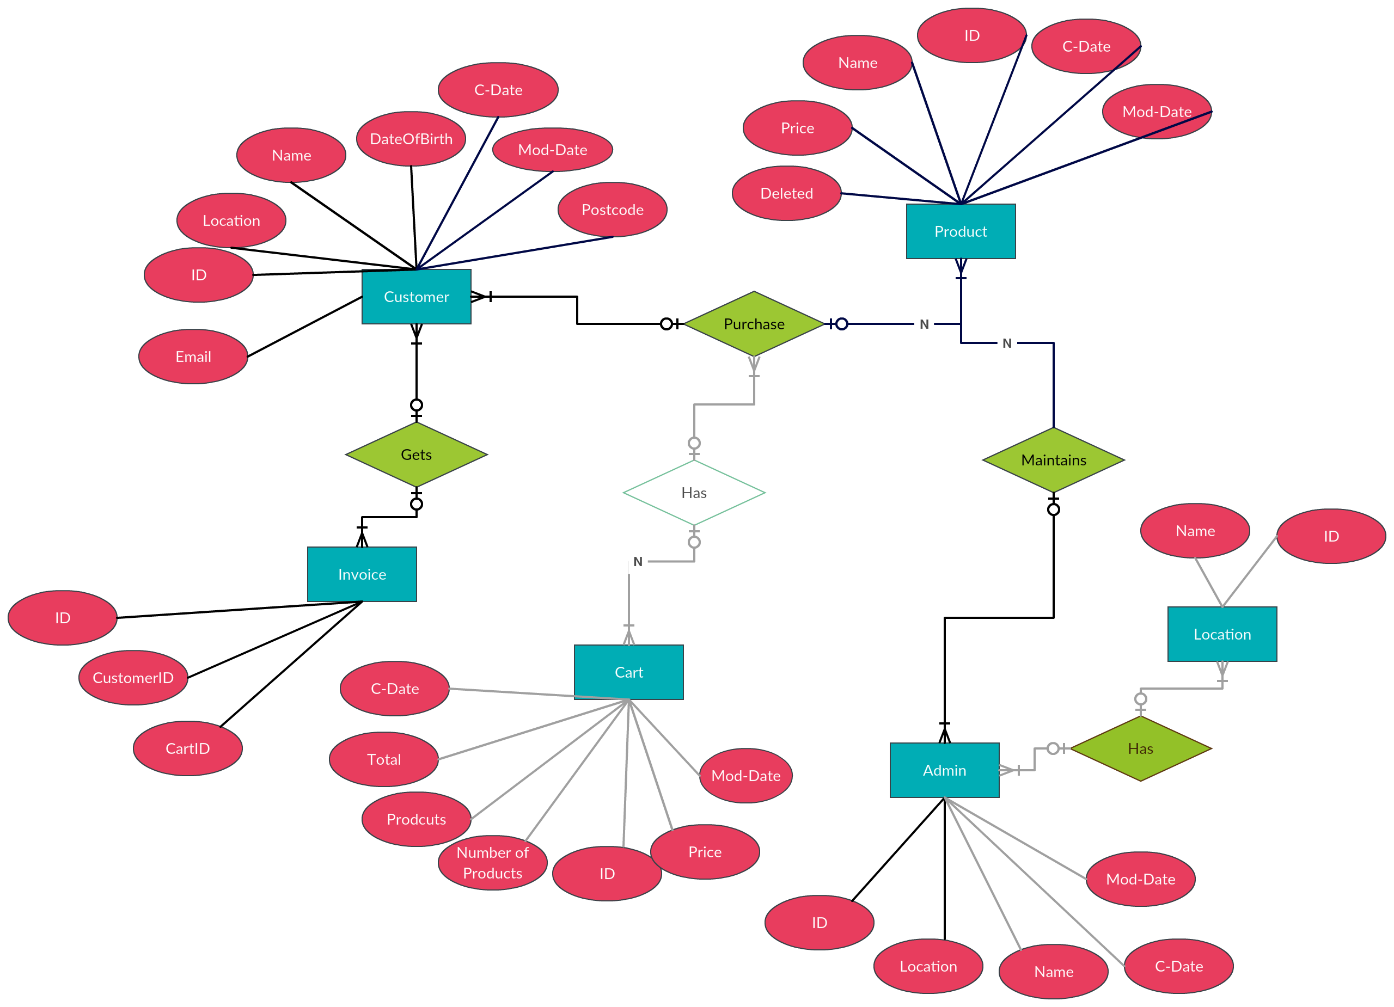 ID
C-Date
Name
C-Date
Mod-Date
Price
DateOfBirth
Mod-Date
Name
Deleted
Postcode
Location
Product
ID
Customer
Purchase
N
N
Email
Gets
Maintains
Has
Name
ID
N
Invoice
ID
Location
Cart
CustomerID
C-Date
CartID
Has
Total
Admin
Mod-Date
Prodcuts
Number of
Products
Price
ID
Mod-Date
ID
Location
Name
C-Date